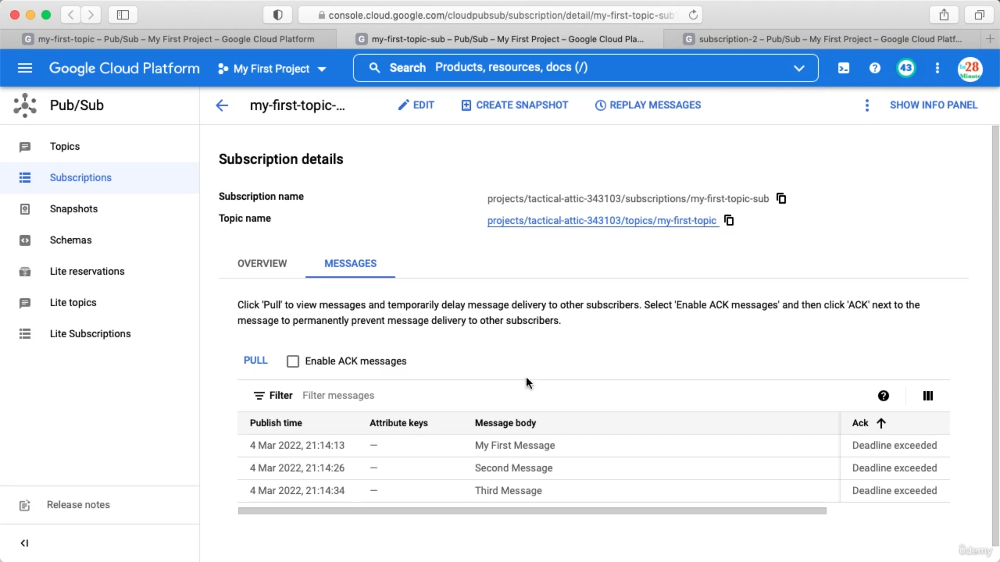 console.cloud.google.com/cloudpubsub/subscription/detail/my-first-topic-sub?
my-first-topic – Pub/Sub – My First Project – Google Cloud Platform
my-first-topic-sub – Pub/Sub – My First Project – Google Cloud Pla...
subscription-2 – Pub/Sub – My First Project – Google Cloud Platf...
Google Cloud Platform
My First Project
Search Products, resources, docs (/)
43
in28
Minutes
Pub/Sub
my-first-topic-...
EDIT
CREATE SNAPSHOT
REPLAY MESSAGES
SHOW INFO PANEL
Topics
Subscriptions
Snapshots
Schemas
Lite reservations
Lite topics
Lite Subscriptions
Release notes
Subscription details
Subscription name projects/tactical-attic-343103/subscriptions/my-first-topic-sub
Topic name projects/tactical-attic-343103/topics/my-first-topic
OVERVIEW MESSAGES
Click 'Pull' to view messages and temporarily delay message delivery to other subscribers. Select 'Enable ACK messages' and then click 'ACK' next to the
message to permanently prevent message delivery to other subscribers.
PULL Enable ACK messages
Filter Filter messages
Publish time Attribute keys Message body Ack
4 Mar 2022, 21:14:13 — My First Message Deadline exceeded
4 Mar 2022, 21:14:26 — Second Message Deadline exceeded
4 Mar 2022, 21:14:34 — Third Message Deadline exceeded
ûdemy